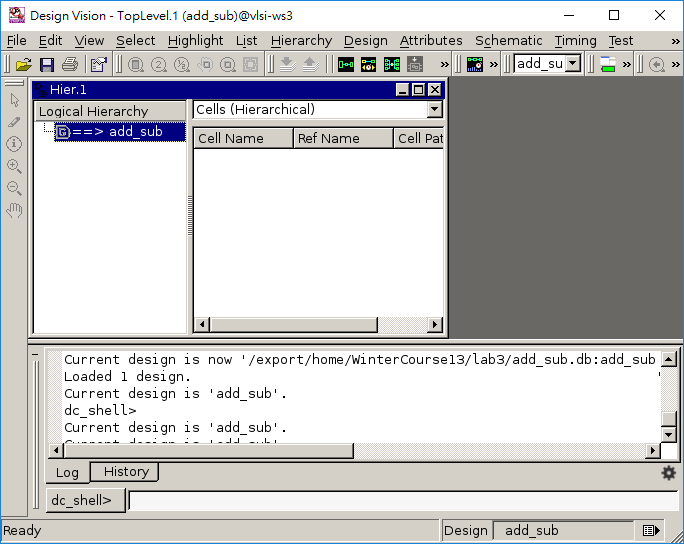 Design Vision - TopLevel.1 (add_sub)@vlsi-ws3
File Edit View Select Highlight List Hierarchy Design Attributes Schematic Timing Test »
» » add_su » »
Hier.1
Logical Hierarchy
Cells (Hierarchical)
==> add_sub
Cell Name Ref Name Cell Pat
Current design is now '/export/home/WinterCourse13/lab3/add_sub.db:add_sub
Loaded 1 design.
Current design is 'add_sub'.
dc_shell>
Current design is 'add_sub'.
Current design is 'add_sub'
Log History
dc_shell>
Ready Design add_sub